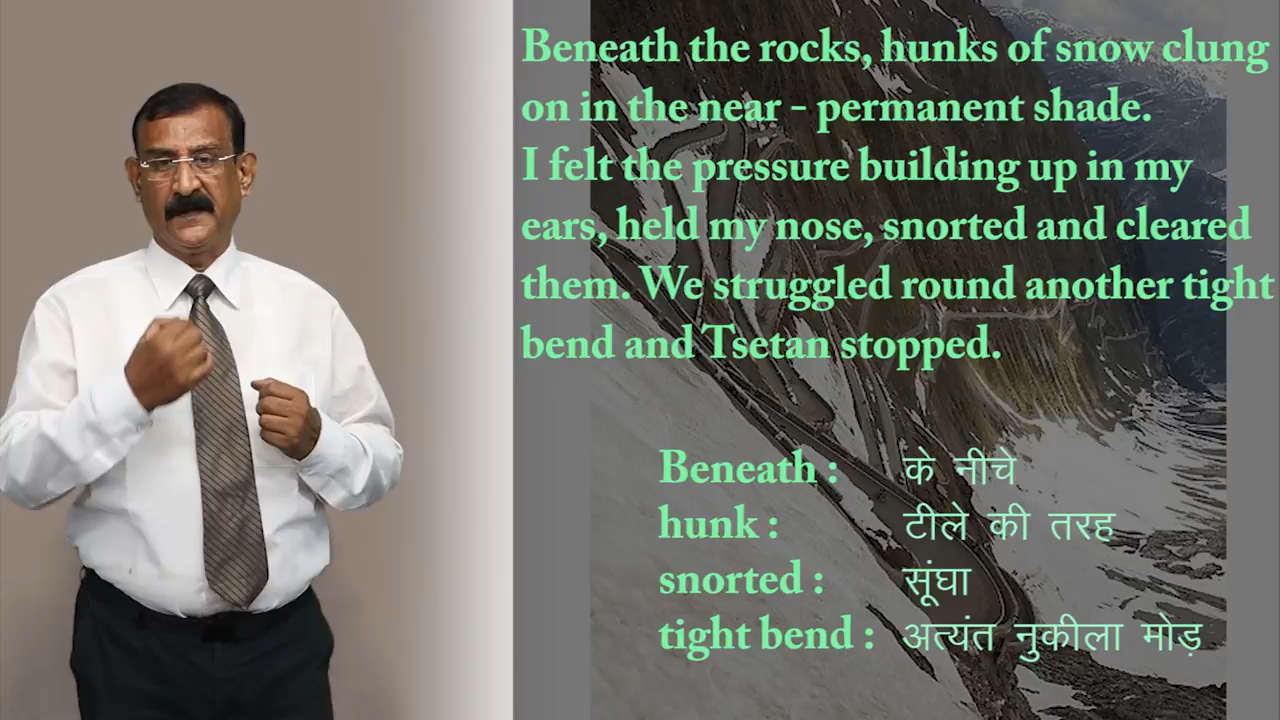 Beneath the rocks, hunks of snow clung
on in the near - permanent shade.
I felt the pressure building up in my
ears, held my nose, snorted and cleared
them. We struggled round another tight
bend and Tsetan stopped.
Beneath : के नीचे
hunk : टीले की तरह
snorted : सूंघा
tight bend : अत्यंत नुकीला मोड़